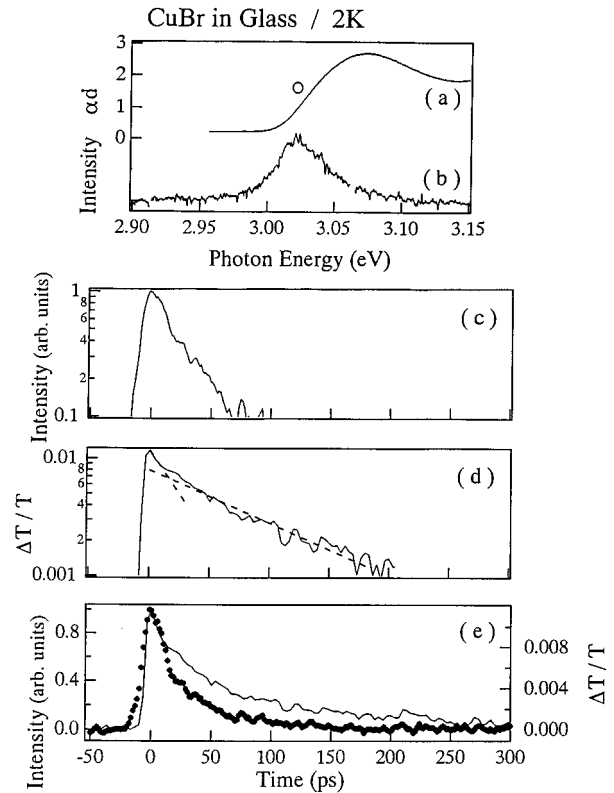 CuBr in Glass / 2K
3
2
1
0
αd
Intensity
(a)
(b)
2.90 2.95 3.00 3.05 3.10 3.15
Photon Energy (eV)
Intensity (arb. units)
1
8
6
4
2
0.1
(c)
ΔT / T
0.01
8
6
4
2
0.001
(d)
Intensity (arb. units)
0.8
0.4
0.0
(e)
0.008
0.004
0.000
ΔT / T
-50 0 50 100 150 200 250 300
Time (ps)